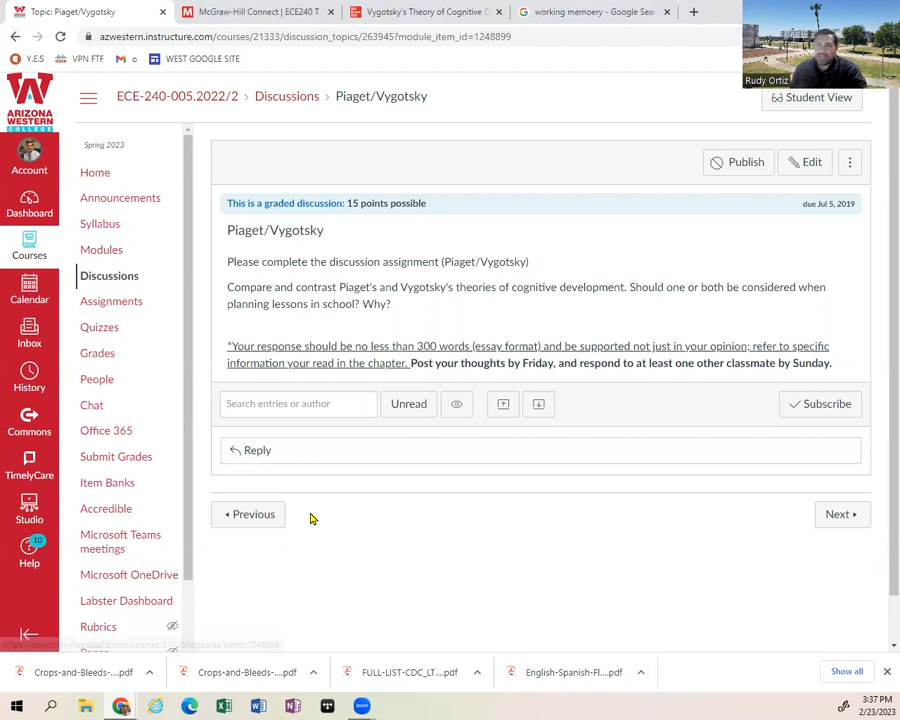 Topic: Piaget/Vygotsky
McGraw-Hill Connect | ECE240 T
Vygotsky's Theory of Cognitive D
working memoery - Google Sea
azwestern.instructure.com/courses/21333/discussion_topics/263945?module_item_id=1248899
Rudy Ortiz
Y.E.S
VPN FTF
WEST GOOGLE SITE
ARIZONA
WESTERN
COLLEGE
ECE-240-005.2022/2 › Discussions › Piaget/Vygotsky
Student View
Account
Dashboard
Courses
Calendar
Inbox
History
Commons
TimelyCare
Studio
10
Help
Spring 2023
Home
Announcements
Syllabus
Modules
Discussions
Assignments
Quizzes
Grades
People
Chat
Office 365
Submit Grades
Item Banks
Accredible
Microsoft Teams
meetings
Microsoft OneDrive
Labster Dashboard
Rubrics
Publish
Edit
This is a graded discussion: 15 points possible
due Jul 5, 2019
Piaget/Vygotsky
Please complete the discussion assignment (Piaget/Vygotsky)
Compare and contrast Piaget's and Vygotsky's theories of cognitive development. Should one or both be considered when
planning lessons in school? Why?
*Your response should be no less than 300 words (essay format) and be supported not just in your opinion; refer to specific
information your read in the chapter. Post your thoughts by Friday, and respond to at least one other classmate by Sunday.
Search entries or author
Unread
Subscribe
Reply
Previous
Next
Crops-and-Bleeds-....pdf
Crops-and-Bleeds-....pdf
FULL-LIST-CDC_LT....pdf
English-Spanish-Fl....pdf
Show all
3:37 PM
2/23/2023